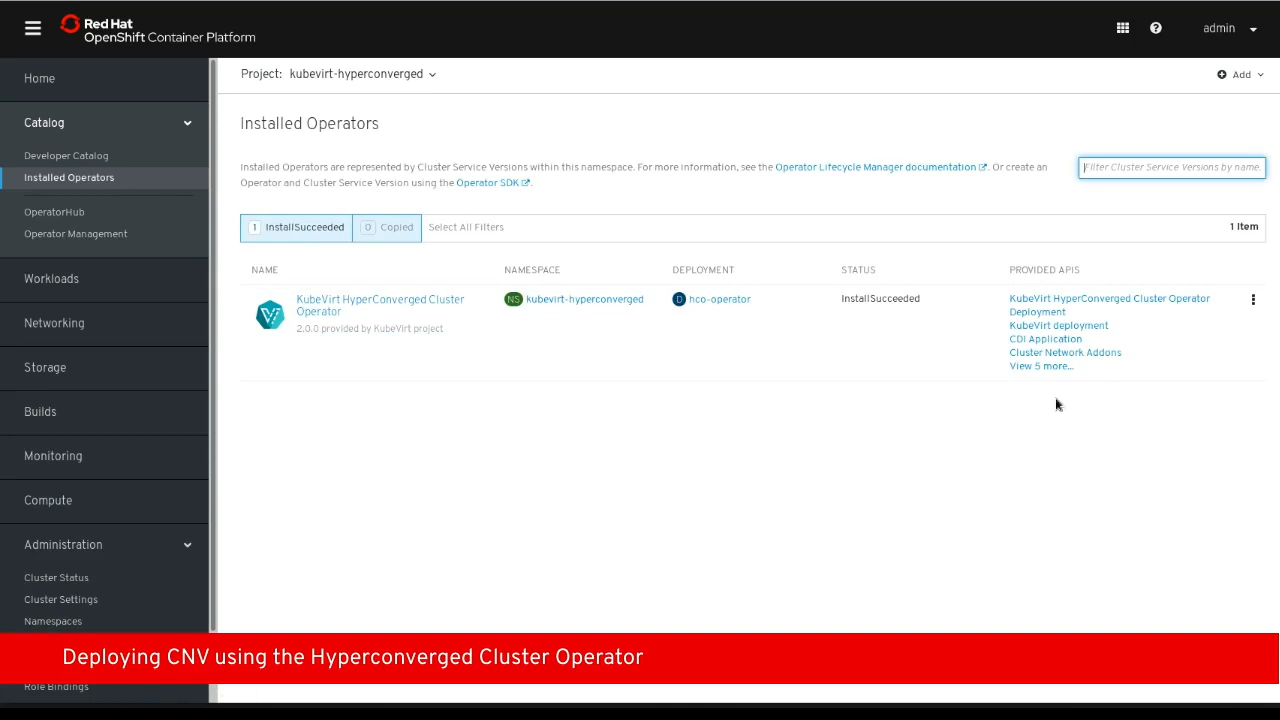 Red Hat
OpenShift Container Platform
admin
Home
Catalog
Developer Catalog
Installed Operators
OperatorHub
Operator Management
Workloads
Networking
Storage
Builds
Monitoring
Compute
Administration
Cluster Status
Cluster Settings
Namespaces
Role Bindings
Project: kubevirt-hyperconverged
Add
Installed Operators
Installed Operators are represented by Cluster Service Versions within this namespace. For more information, see the Operator Lifecycle Manager documentation. Or create an
Operator and Cluster Service Version using the Operator SDK.
Filter Cluster Service Versions by name.
1 InstallSucceeded 0 Copied Select All Filters 1 Item
NAME NAMESPACE DEPLOYMENT STATUS PROVIDED APIS
KubeVirt HyperConverged Cluster
Operator
2.0.0 provided by KubeVirt project
NS kubevirt-hyperconverged
D hco-operator
InstallSucceeded
KubeVirt HyperConverged Cluster Operator
Deployment
KubeVirt deployment
CDI Application
Cluster Network Addons
View 5 more...
Deploying CNV using the Hyperconverged Cluster Operator